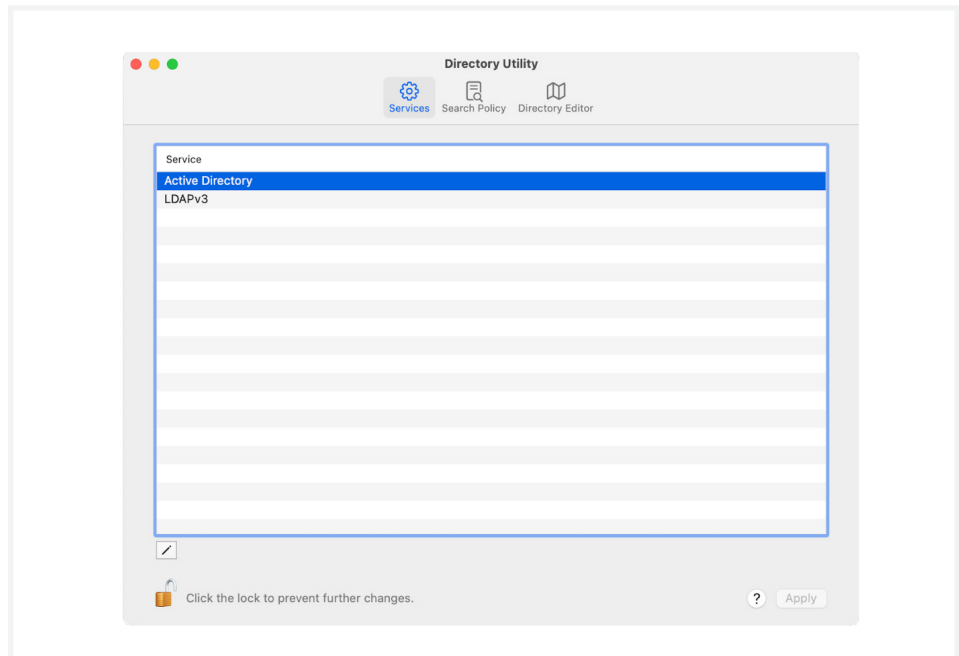 Directory Utility
Services Search Policy Directory Editor
Service
Active Directory
LDAPv3
Click the lock to prevent further changes.
? Apply